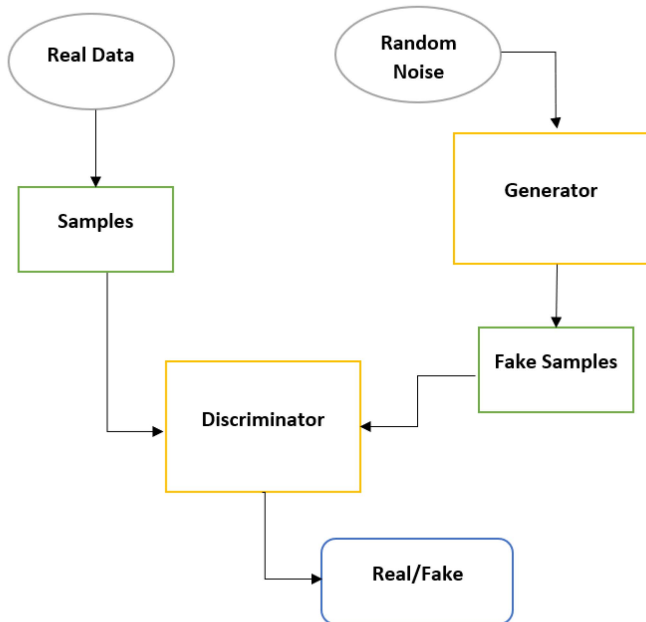 Real Data
Random
Noise
Samples
Generator
Fake Samples
Discriminator
Real/Fake